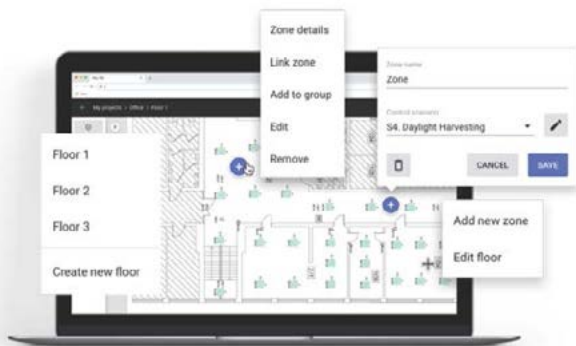 Zone details
Link zone
Add to group
Edit
Remove
Zone name
Zone
Control scenario
S4. Daylight Harvesting
CANCEL
SAVE
My projects > Office > Floor 1
Floor 1
Floor 2
Floor 3
Create new floor
Add new zone
Edit floor